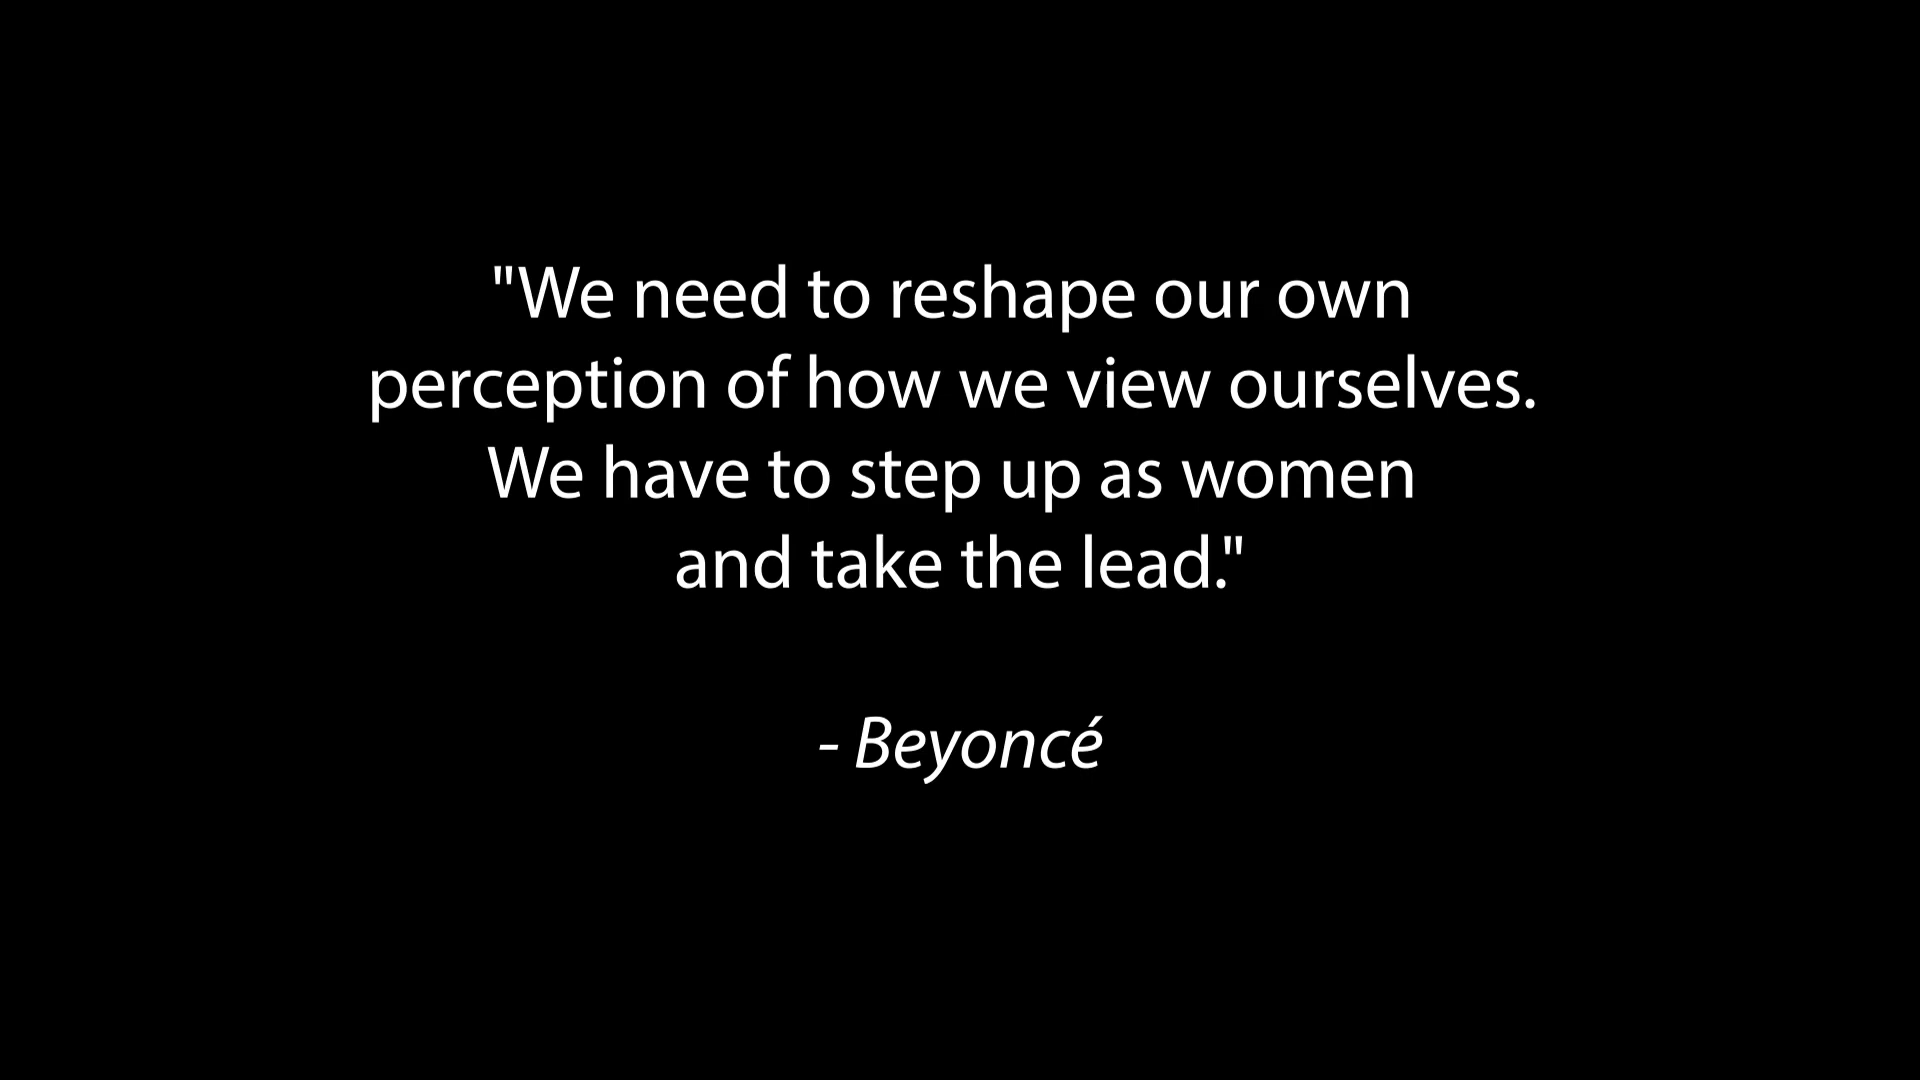 "We need to reshape our own
perception of how we view ourselves.
We have to step up as women
and take the lead."
- Beyoncé